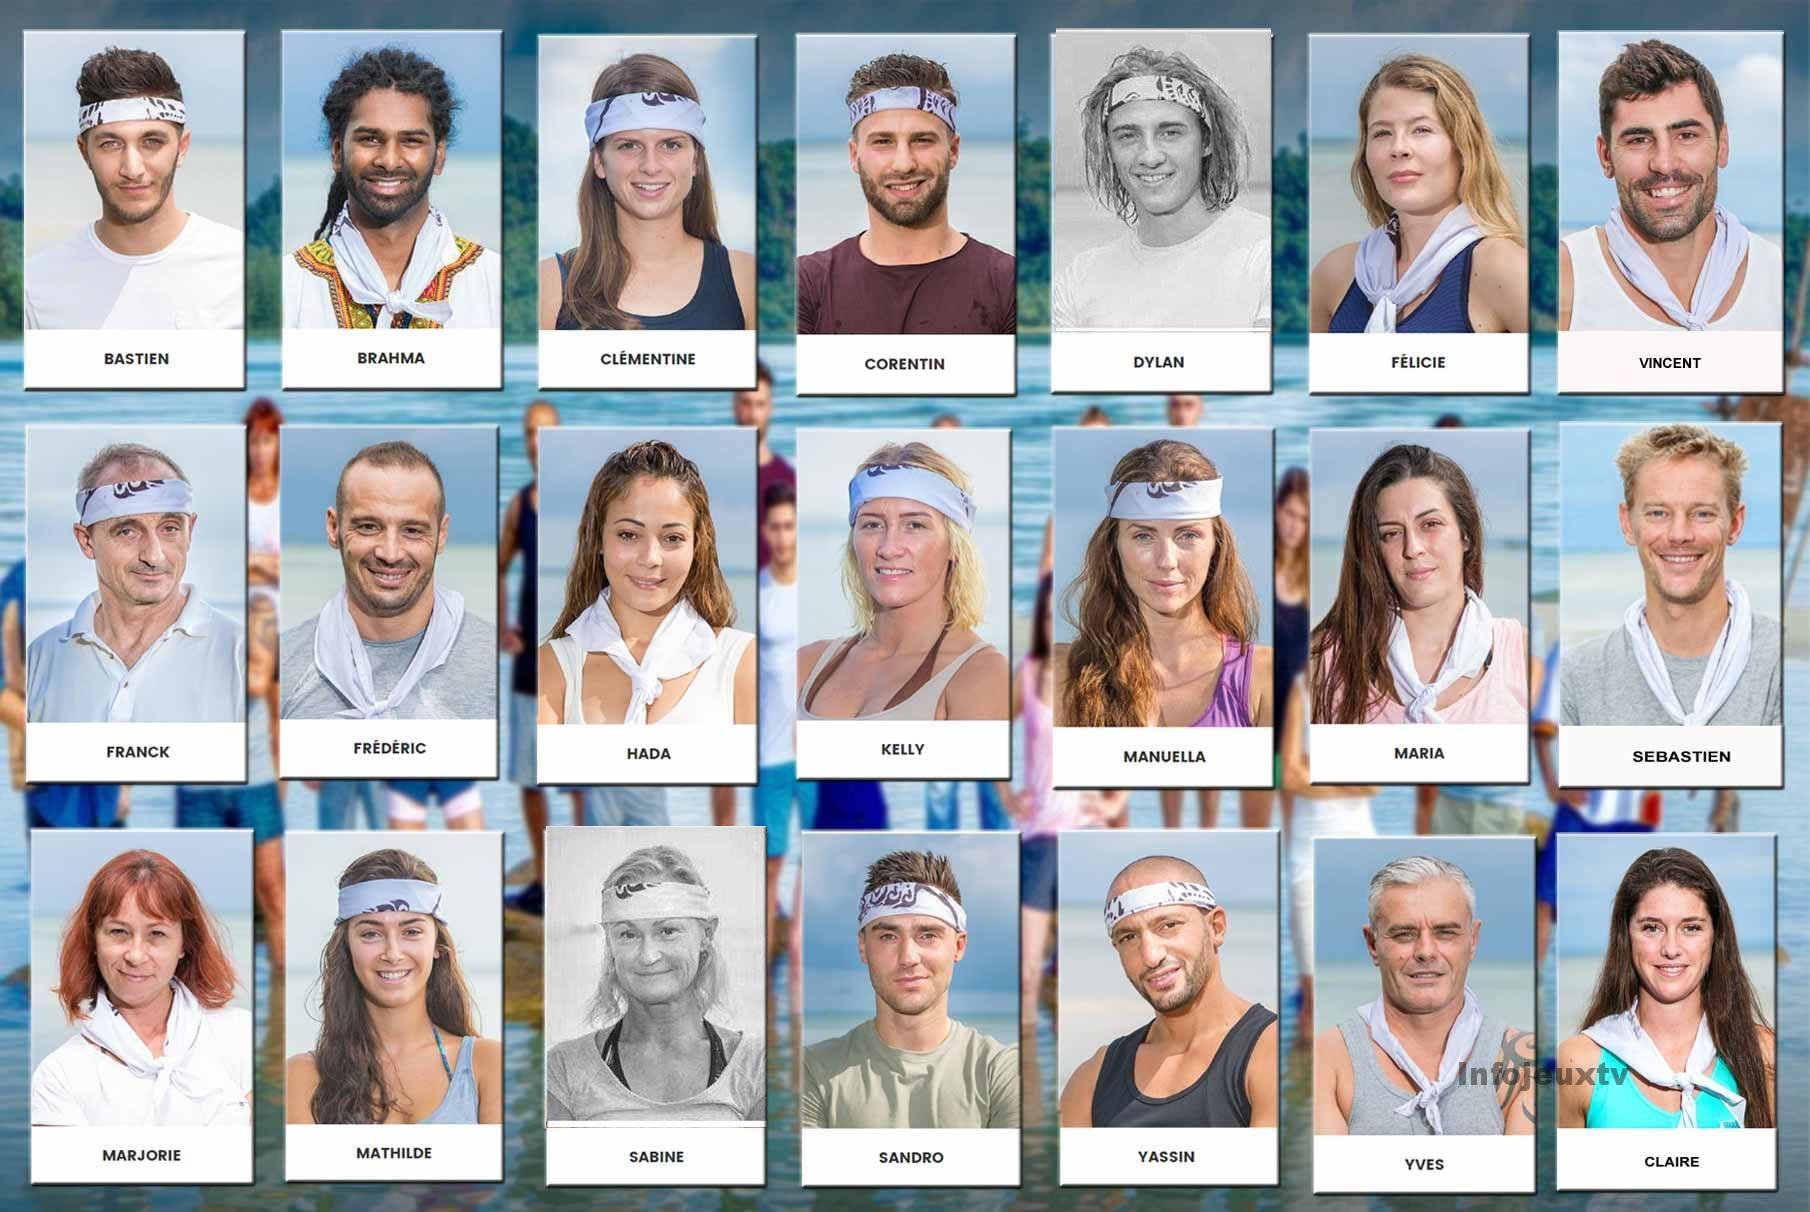 BASTIEN
BRAHMA
CLÉMENTINE
CORENTIN
DYLAN
FÉLICIE
VINCENT
FRANCK
FRÉDÉRIC
HADA
KELLY
MANUELLA
MARIA
SEBASTIEN
MARJORIE
MATHILDE
SABINE
SANDRO
YASSIN
YVES
CLAIRE
Infojeuxtv